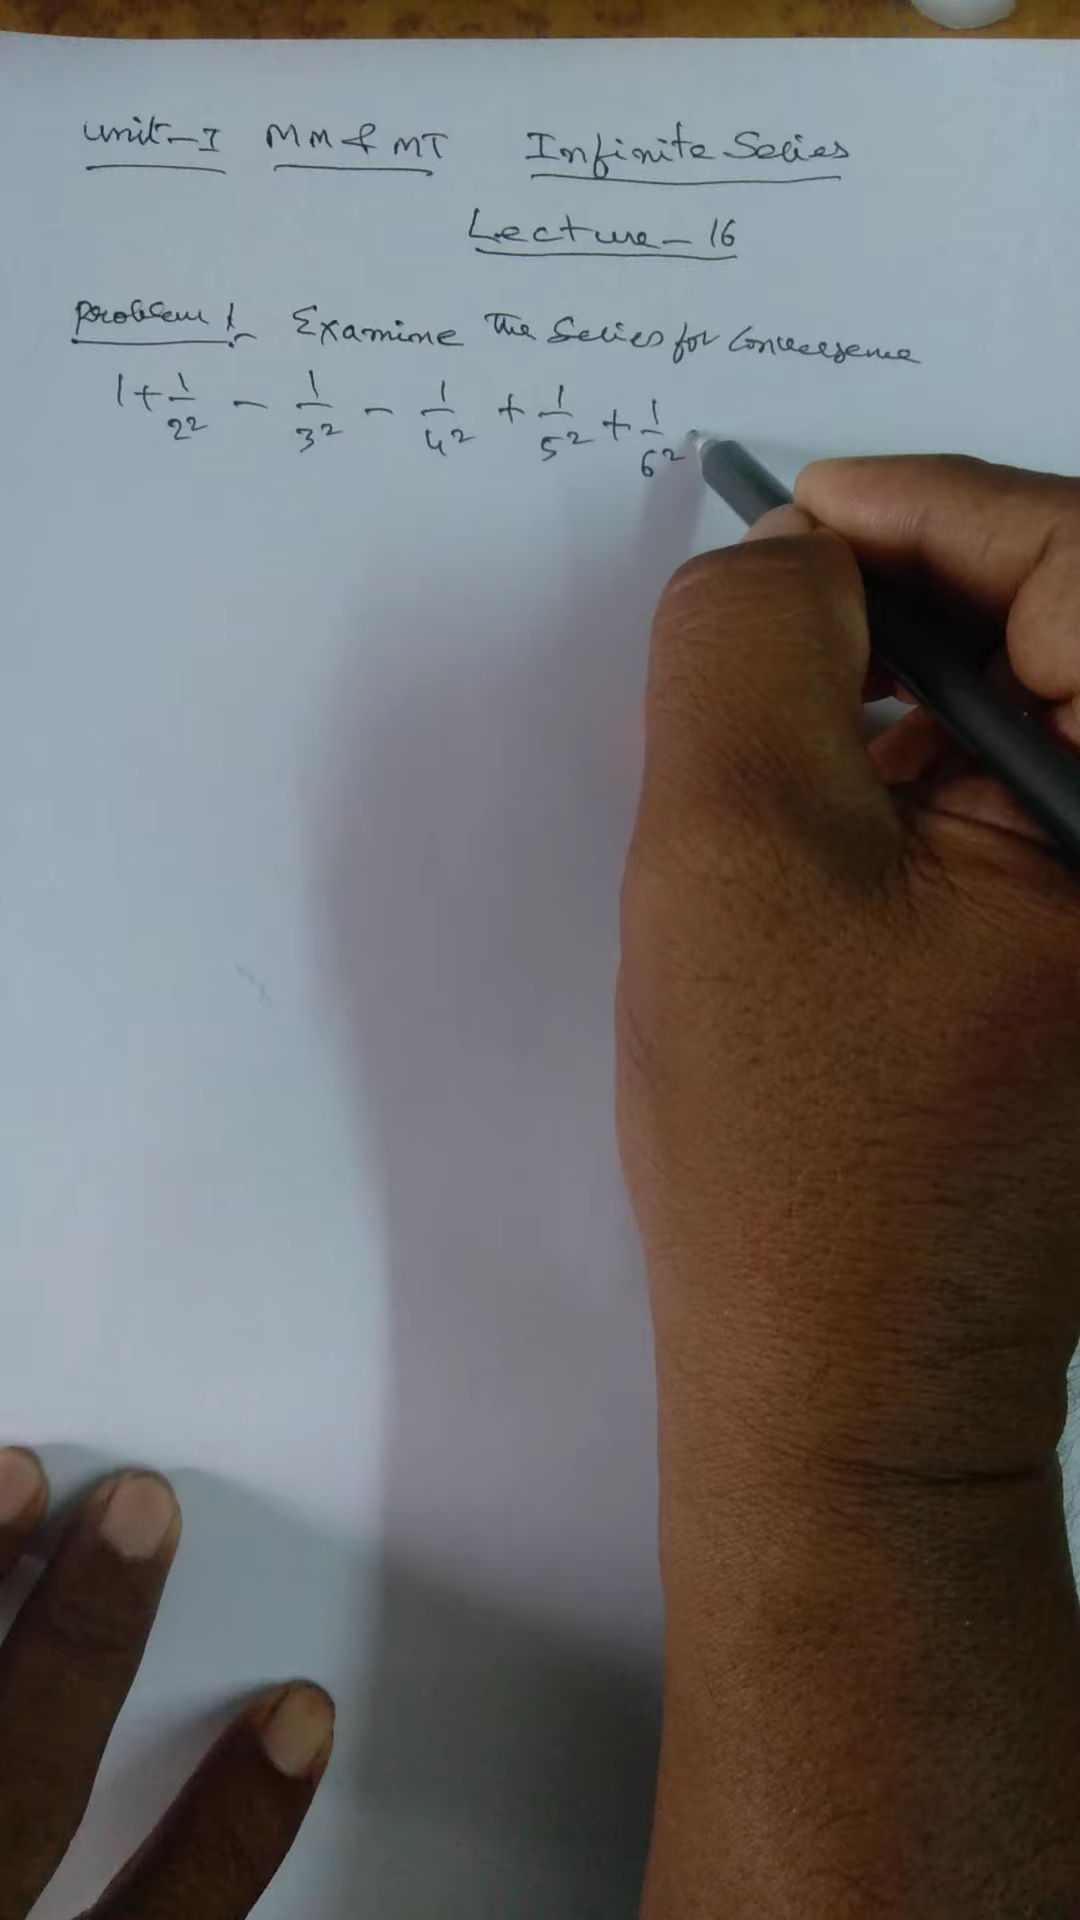 Unit-I MM & MT Infinite Series
Lecture-16
Problem 1:- Examine the Series for Convergence
1 + 1/2² - 1/3² - 1/4² + 1/5² + 1/6²